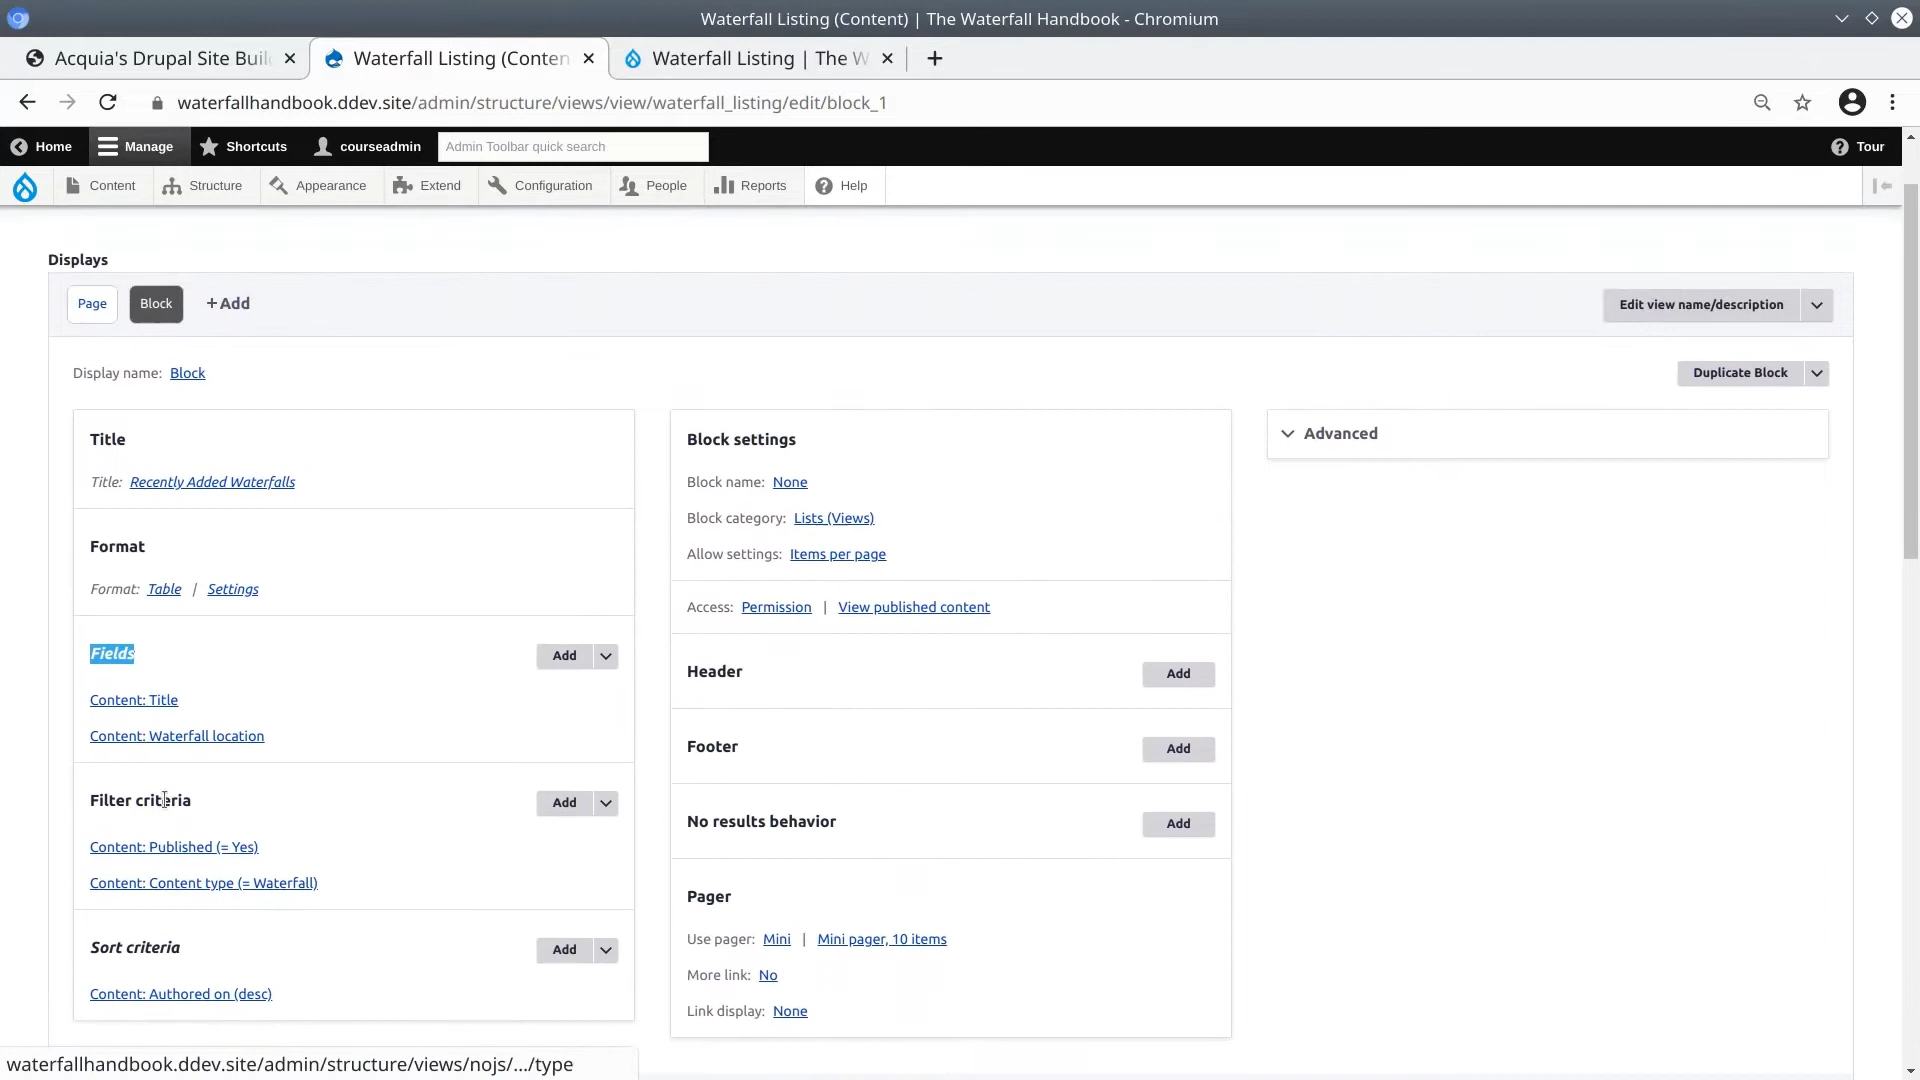 Waterfall Listing (Content) | The Waterfall Handbook - Chromium
Acquia's Drupal Site Buil
Waterfall Listing (Conten
Waterfall Listing | The W
waterfallhandbook.ddev.site/admin/structure/views/view/waterfall_listing/edit/block_1
Home
Manage
Shortcuts
courseadmin
Admin Toolbar quick search
Tour
Content
Structure
Appearance
Extend
Configuration
People
Reports
Help
Displays
Page
Block
+Add
Edit view name/description
Display name: Block
Duplicate Block
Title
Title: Recently Added Waterfalls
Format
Format: Table | Settings
Fields
Add
Content: Title
Content: Waterfall location
Filter criteria
Add
Content: Published (= Yes)
Content: Content type (= Waterfall)
Sort criteria
Add
Content: Authored on (desc)
Block settings
Block name: None
Block category: Lists (Views)
Allow settings: Items per page
Access: Permission | View published content
Header
Add
Footer
Add
No results behavior
Add
Pager
Use pager: Mini | Mini pager, 10 items
More link: No
Link display: None
Advanced
waterfallhandbook.ddev.site/admin/structure/views/nojs/.../type